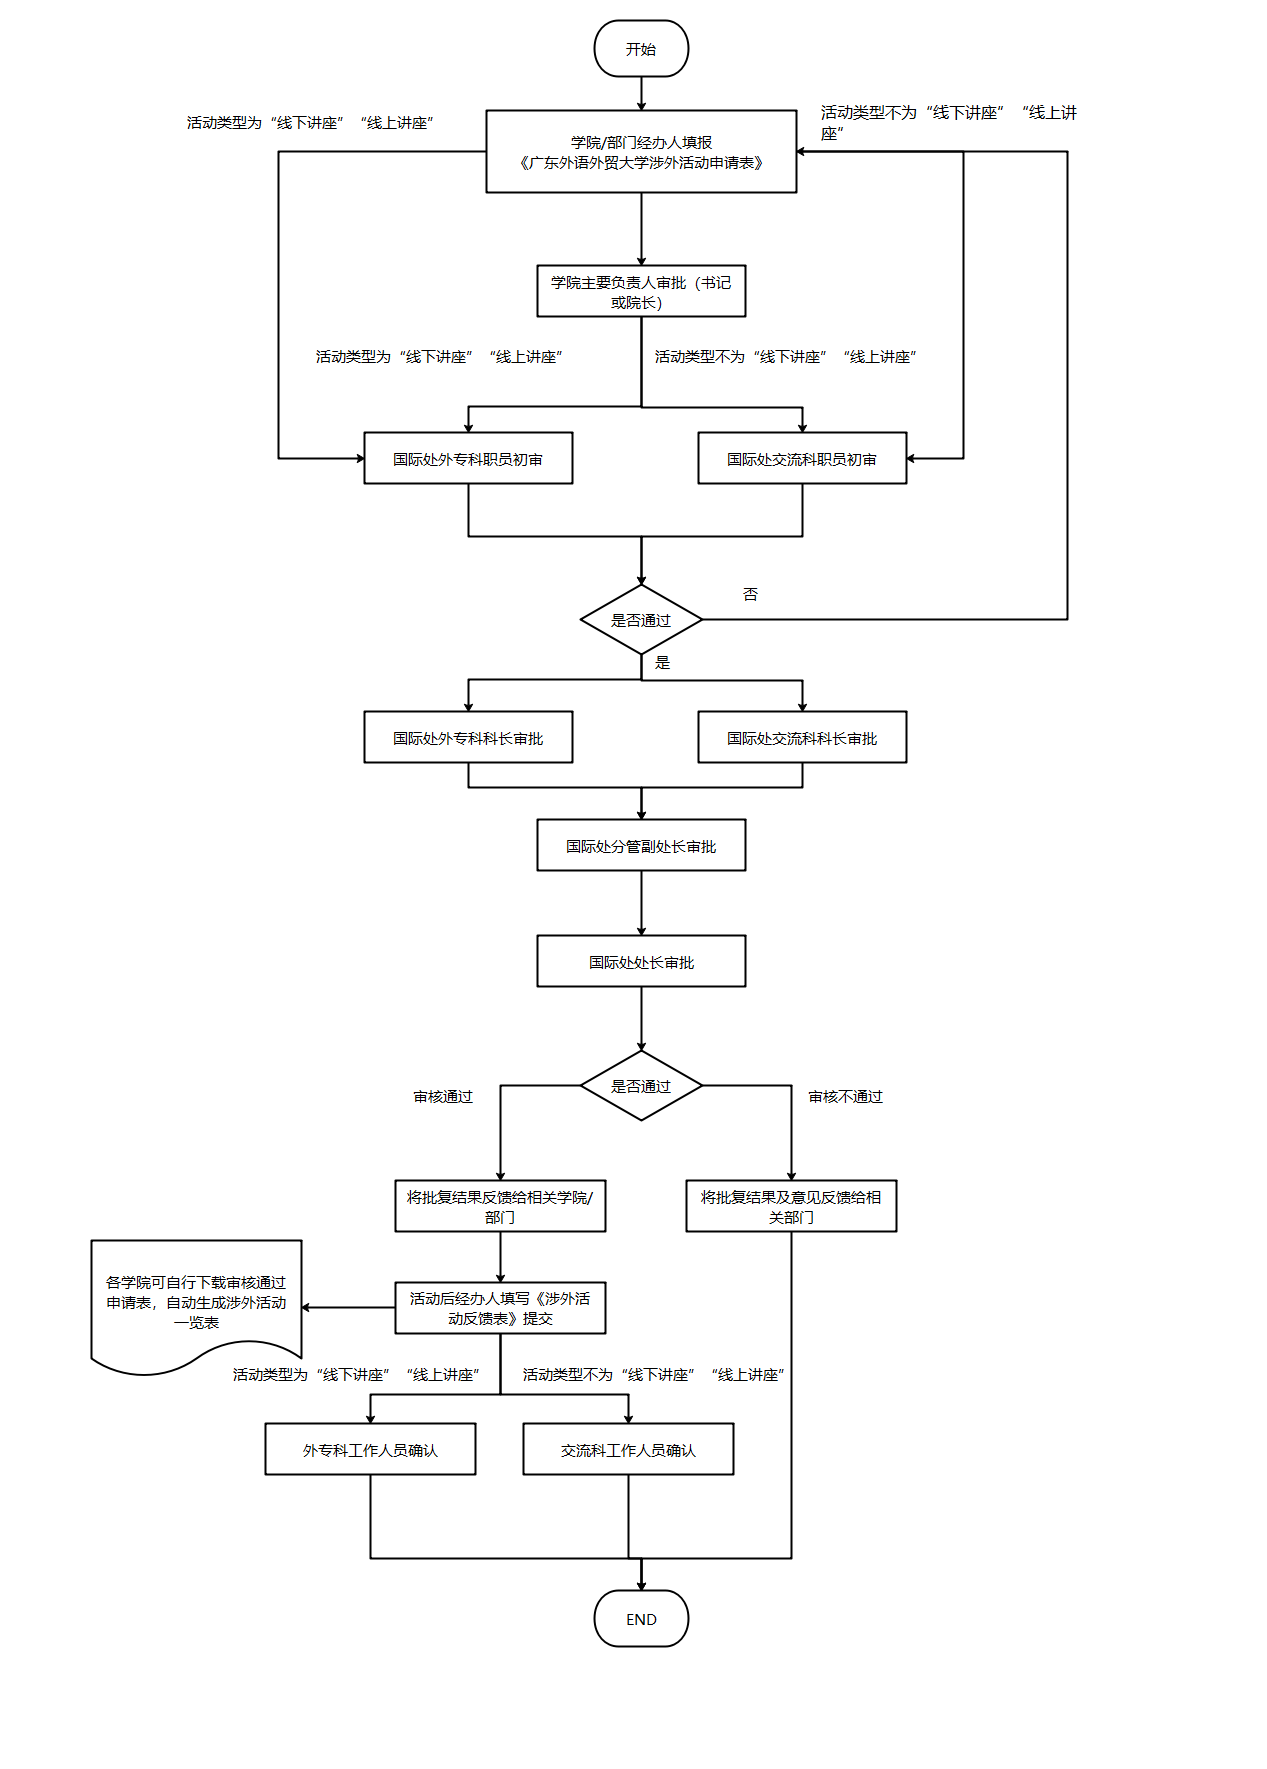 开始
活动类型为“线下讲座”“线上讲座”
活动类型不为“线下讲座”“线上讲
座”
学院/部门经办人填报
《广东外语外贸大学涉外活动申请表》
学院主要负责人审批（书记
或院长）
活动类型为“线下讲座”“线上讲座”
活动类型不为“线下讲座”“线上讲座”
国际处外专科职员初审
国际处交流科职员初审
否
是否通过
是
国际处外专科科长审批
国际处交流科科长审批
国际处分管副处长审批
国际处处长审批
是否通过
审核通过
审核不通过
将批复结果反馈给相关学院/
部门
将批复结果及意见反馈给相
关部门
各学院可自行下载审核通过
申请表，自动生成涉外活动
一览表
活动后经办人填写《涉外活
动反馈表》提交
活动类型为“线下讲座”“线上讲座”
活动类型不为“线下讲座”“线上讲座”
外专科工作人员确认
交流科工作人员确认
END